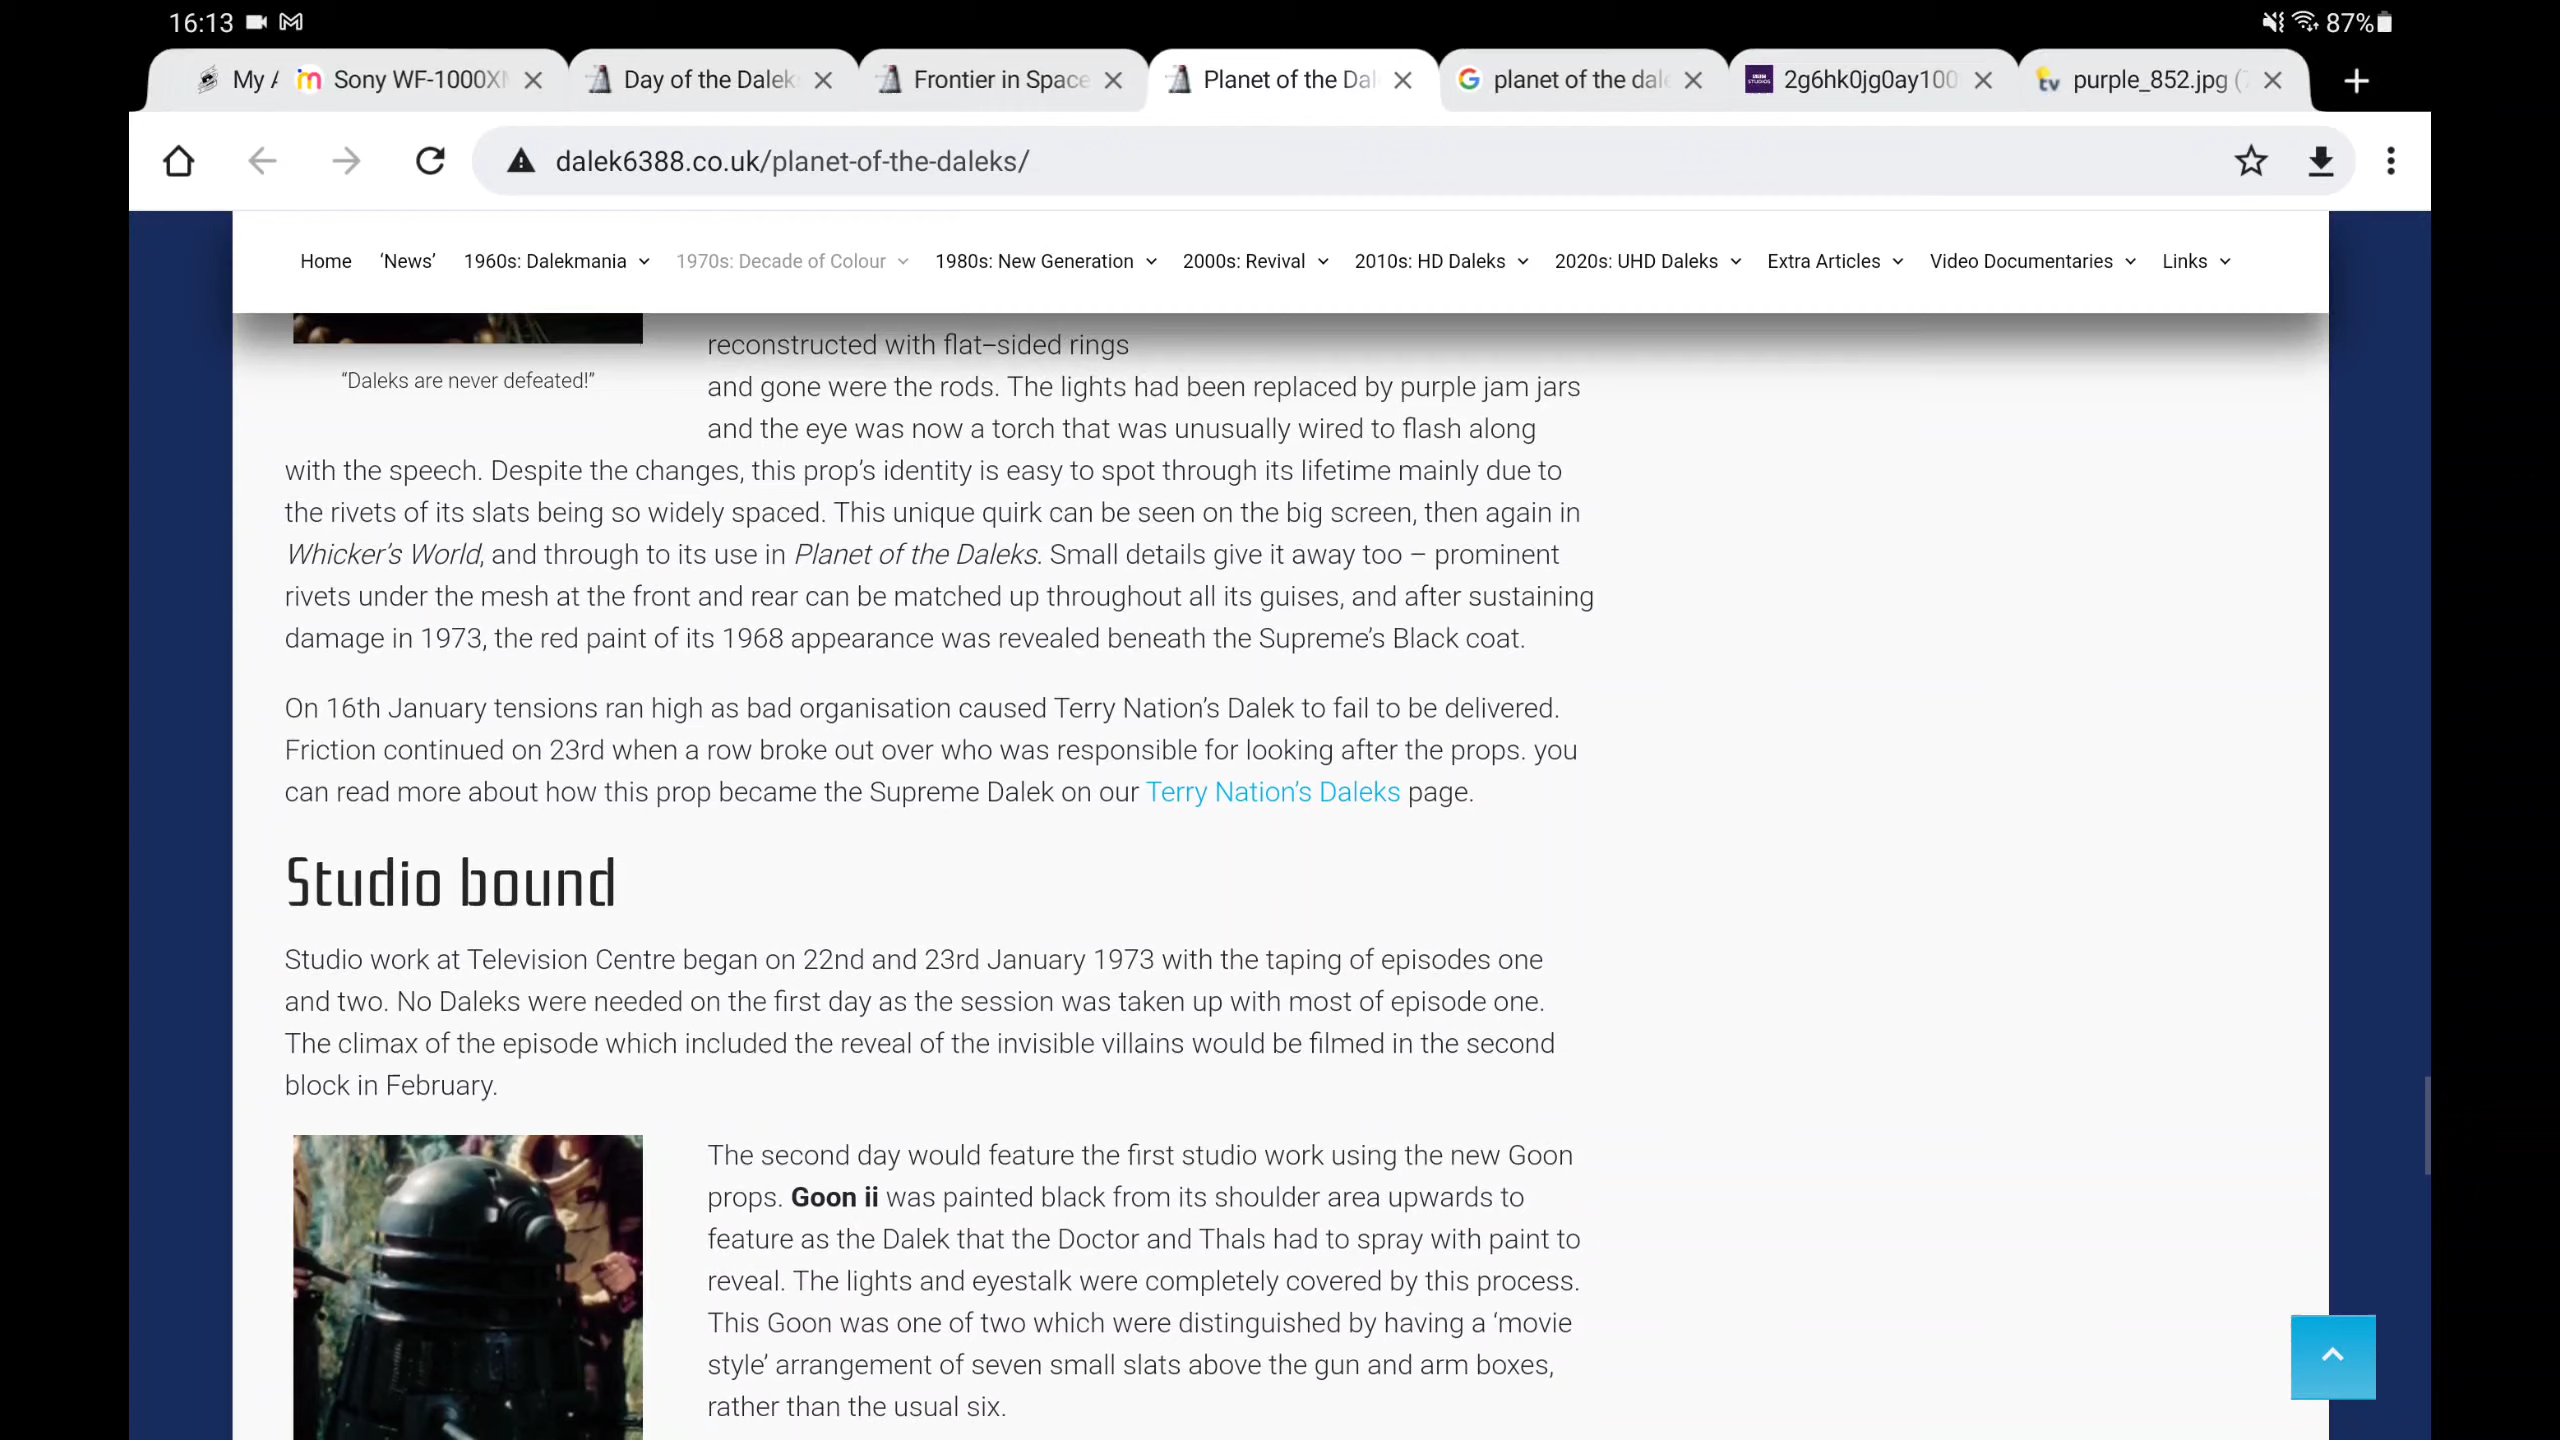 16:13
87%
My A
Sony WF-1000X
Day of the Dalek
Frontier in Space
Planet of the Dal
planet of the dal
2g6hk0jg0ay100
purple_852.jpg (
dalek6388.co.uk/planet-of-the-daleks/
Home ‘News’ 1960s: Dalekmania 1970s: Decade of Colour 1980s: New Generation 2000s: Revival 2010s: HD Daleks 2020s: UHD Daleks Extra Articles Video Documentaries Links
“Daleks are never defeated!”
reconstructed with flat–sided rings
and gone were the rods. The lights had been replaced by purple jam jars
and the eye was now a torch that was unusually wired to flash along
with the speech. Despite the changes, this prop’s identity is easy to spot through its lifetime mainly due to
the rivets of its slats being so widely spaced. This unique quirk can be seen on the big screen, then again in
Whicker’s World, and through to its use in Planet of the Daleks. Small details give it away too – prominent
rivets under the mesh at the front and rear can be matched up throughout all its guises, and after sustaining
damage in 1973, the red paint of its 1968 appearance was revealed beneath the Supreme’s Black coat.
On 16th January tensions ran high as bad organisation caused Terry Nation’s Dalek to fail to be delivered.
Friction continued on 23rd when a row broke out over who was responsible for looking after the props. you
can read more about how this prop became the Supreme Dalek on our Terry Nation’s Daleks page.
Studio bound
Studio work at Television Centre began on 22nd and 23rd January 1973 with the taping of episodes one
and two. No Daleks were needed on the first day as the session was taken up with most of episode one.
The climax of the episode which included the reveal of the invisible villains would be filmed in the second
block in February.
The second day would feature the first studio work using the new Goon
props. Goon ii was painted black from its shoulder area upwards to
feature as the Dalek that the Doctor and Thals had to spray with paint to
reveal. The lights and eyestalk were completely covered by this process.
This Goon was one of two which were distinguished by having a ‘movie
style’ arrangement of seven small slats above the gun and arm boxes,
rather than the usual six.